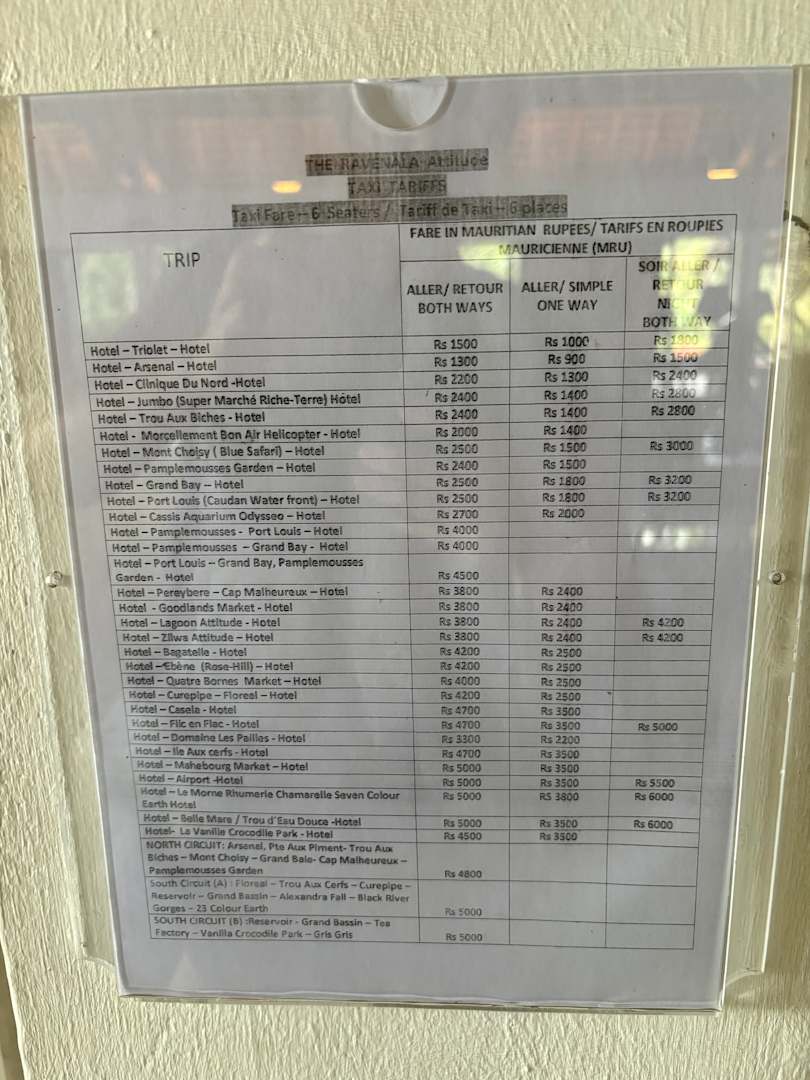 THE RAVENALA Attitude
TAXI TARIFFS
Taxi Fare – 6 Seaters / Tariff de Taxi – 6 places
TRIP
FARE IN MAURITIAN RUPEES/ TARIFS EN ROUPIES
MAURICIENNE (MRU)
ALLER/ RETOUR
BOTH WAYS
ALLER/ SIMPLE
ONE WAY
SOIR ALLER /
RETOUR
NIGHT
BOTH WAY
Hotel – Triolet – Hotel Rs 1500 Rs 1000 Rs 1800
Hotel – Arsenal – Hotel Rs 1300 Rs 900 Rs 1500
Hotel – Clinique Du Nord -Hotel Rs 2200 Rs 1300 Rs 2400
Hotel – Jumbo (Super Marché Riche-Terre) Hotel Rs 2400 Rs 1400 Rs 2800
Hotel – Trou Aux Biches - Hotel Rs 2400 Rs 1400 Rs 2800
Hotel - Morcellement Bon Air Helicopter - Hotel Rs 2000 Rs 1400
Hotel – Mont Choisy ( Blue Safari) – Hotel Rs 2500 Rs 1500 Rs 3000
Hotel – Pamplemousses Garden – Hotel Rs 2400 Rs 1500
Hotel – Grand Bay – Hotel Rs 2500 Rs 1800 Rs 3200
Hotel – Port Louis (Caudan Water front) – Hotel Rs 2500 Rs 1800 Rs 3200
Hotel – Cassis Aquarium Odysseo – Hotel Rs 2700 Rs 2000
Hotel – Pamplemousses - Port Louis – Hotel Rs 4000
Hotel – Pamplemousses – Grand Bay - Hotel Rs 4000
Hotel – Port Louis – Grand Bay, Pamplemousses
Garden - Hotel Rs 4500
Hotel – Pereybere – Cap Malheureux – Hotel Rs 3800 Rs 2400
Hotel - Goodlands Market - Hotel Rs 3800 Rs 2400
Hotel – Lagoon Attitude - Hotel Rs 3800 Rs 2400 Rs 4200
Hotel – Zilwa Attitude – Hotel Rs 3800 Rs 2400 Rs 4200
Hotel – Bagatelle - Hotel Rs 4200 Rs 2500
Hotel –Ebène (Rose-Hill) – Hotel Rs 4200 Rs 2500
Hotel – Quatre Bornes Market – Hotel Rs 4000 Rs 2500
Hotel – Curepipe – Floreal – Hotel Rs 4200 Rs 2500
Hotel – Casela - Hotel Rs 4700 Rs 3500
Hotel – Flic en Flac - Hotel Rs 4700 Rs 3500 Rs 5000
Hotel – Domaine Les Pailles - Hotel Rs 3300 Rs 2200
Hotel – Ile Aux cerfs - Hotel Rs 4700 Rs 3500
Hotel – Mahebourg Market – Hotel Rs 5000 Rs 3500
Hotel – Airport -Hotel Rs 5000 Rs 3500 Rs 5500
Hotel – Le Morne Rhumerie Chamarelle Seven Colour
Earth Hotel Rs 5000 RS 3800 Rs 6000
Hotel – Belle Mare / Trou d'Eau Douce -Hotel Rs 5000 Rs 3500 Rs 6000
Hotel- La Vanille Crocodile Park - Hotel Rs 4500 Rs 3500
NORTH CIRCUIT: Arsenal, Pte Aux Piment- Trou Aux
Biches – Mont Choisy – Grand Baie- Cap Malheureux –
Pamplemousses Garden Rs 4800
South Circuit (A) : Floreal – Trou Aux Cerfs – Curepipe –
Reservoir – Grand Bassin – Alexandra Fall – Black River
Gorges - 23 Colour Earth Rs 5000
SOUTH CIRCUIT (B) :Reservoir - Grand Bassin – Tea
Factory – Vanilla Crocodile Park – Gris Gris Rs 5000